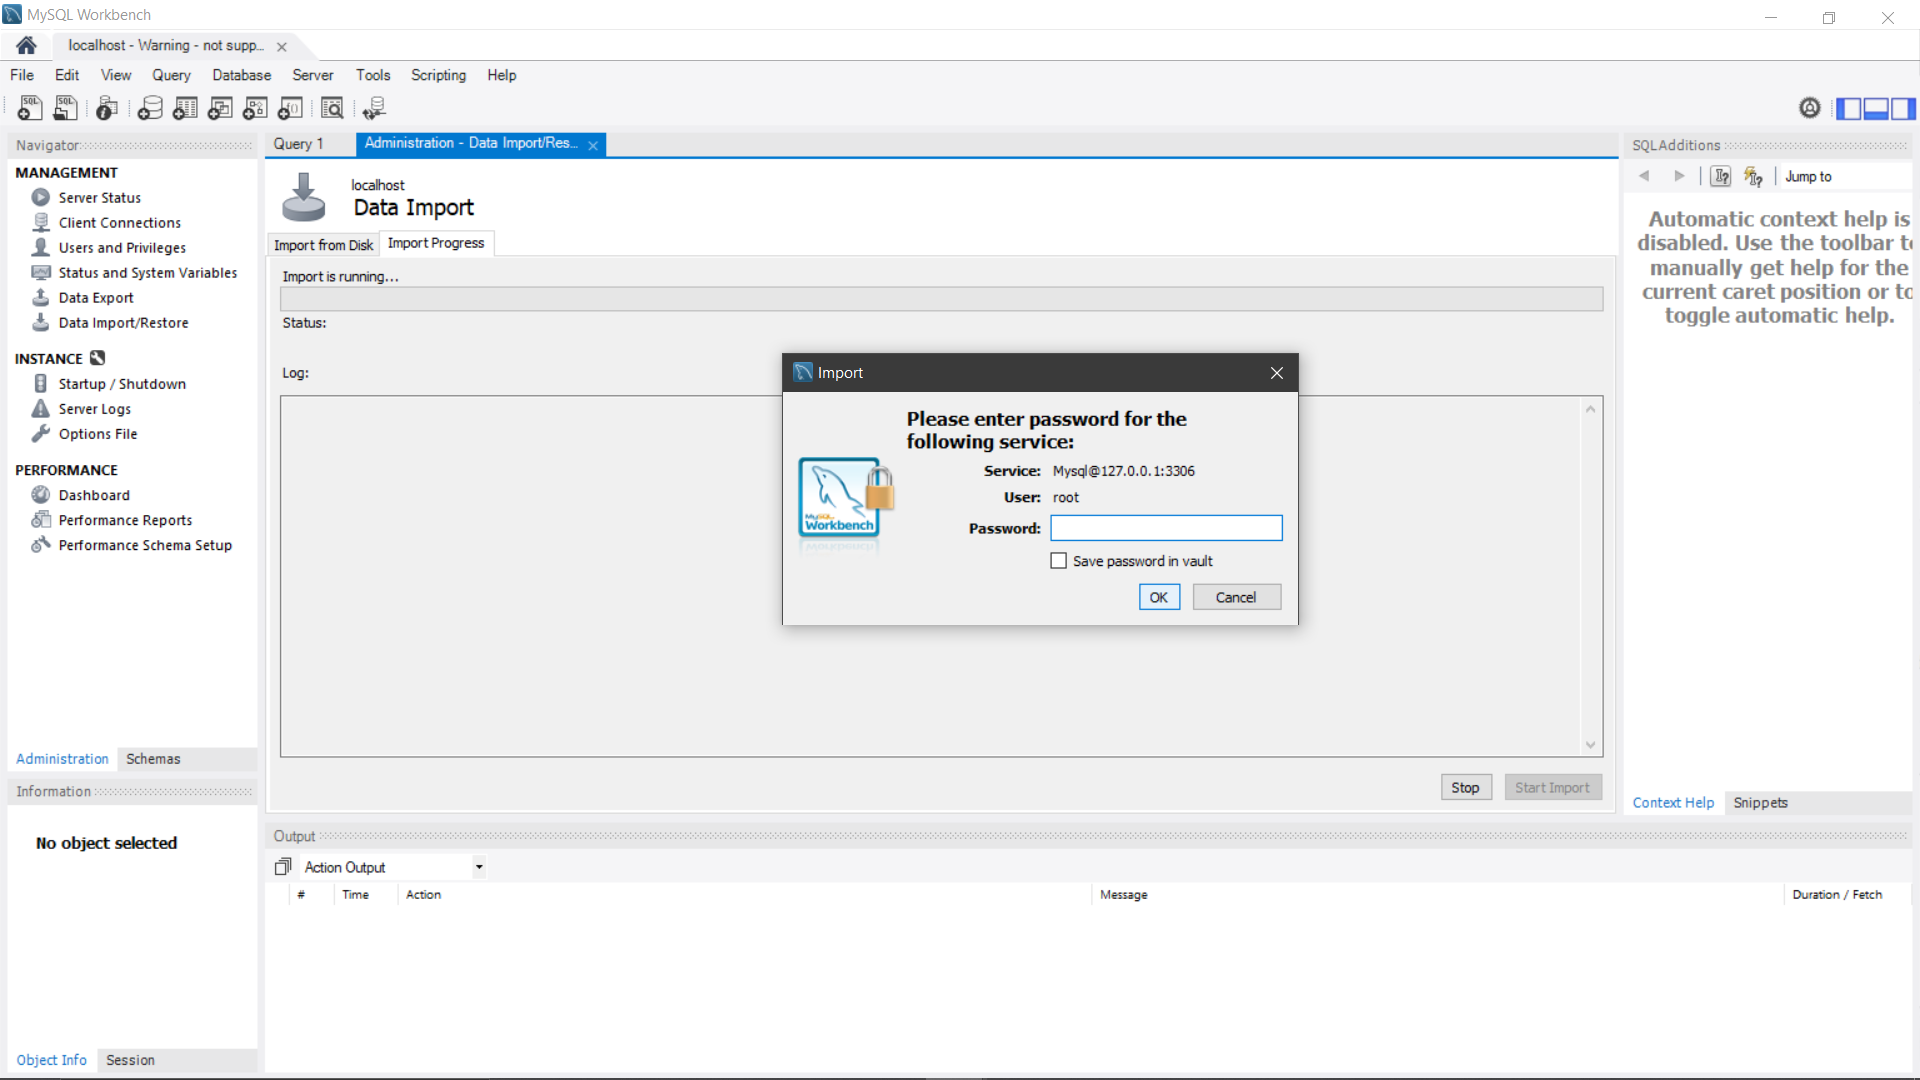 MySQL Workbench
localhost - Warning - not supp...
File Edit View Query Database Server Tools Scripting Help
Navigator
MANAGEMENT
Server Status
Client Connections
Users and Privileges
Status and System Variables
Data Export
Data Import/Restore
INSTANCE
Startup / Shutdown
Server Logs
Options File
PERFORMANCE
Dashboard
Performance Reports
Performance Schema Setup
Administration Schemas
Information
No object selected
Object Info Session
Query 1 Administration - Data Import/Res...
localhost
Data Import
Import from Disk Import Progress
Import is running...
Status:
Log:
Stop Start Import
Import
Please enter password for the
following service:
Service: Mysql@127.0.0.1:3306
User: root
Password:
Save password in vault
OK Cancel
MySQL
Workbench
SQLAdditions
Jump to
Automatic context help is
disabled. Use the toolbar to
manually get help for the
current caret position or to
toggle automatic help.
Context Help Snippets
Output
Action Output
# Time Action Message Duration / Fetch